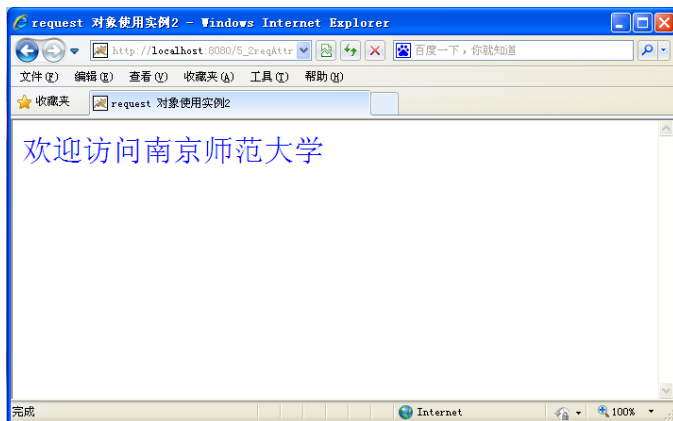 request 对象使用实例2 - Windows Internet Explorer
http://localhost:8080/5_2reqAttr
百度一下,你就知道
文件(F) 编辑(E) 查看(V) 收藏夹(A) 工具(T) 帮助(H)
收藏夹 request 对象使用实例2
欢迎访问南京师范大学
完成 Internet 100%